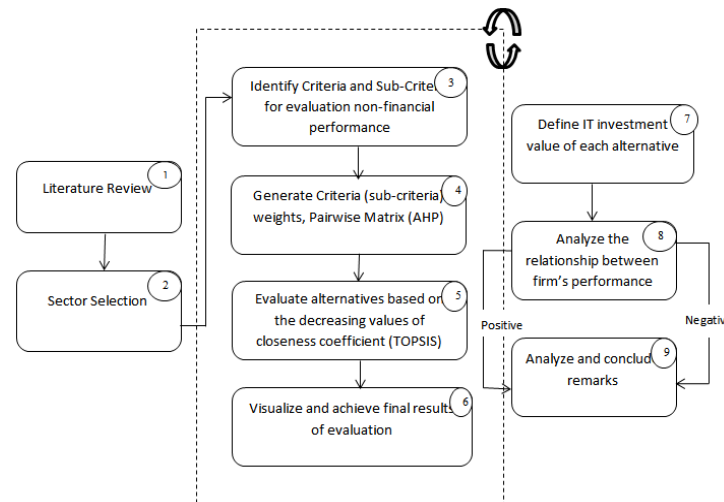 1
Literature Review
2
Sector Selection
3
Identify Criteria and Sub-Criteri
for evaluation non-financial
performance
4
Generate Criteria (sub-criteria)
weights, Pairwise Matrix (AHP)
5
Evaluate alternatives based on
the decreasing values of
closeness coefficient (TOPSIS)
6
Visualize and achieve final results
of evaluation
7
Define IT investment
value of each alternative
8
Analyze the
relationship between
firm's performance
Positive
Negativ
9
Analyze and conclud
remarks